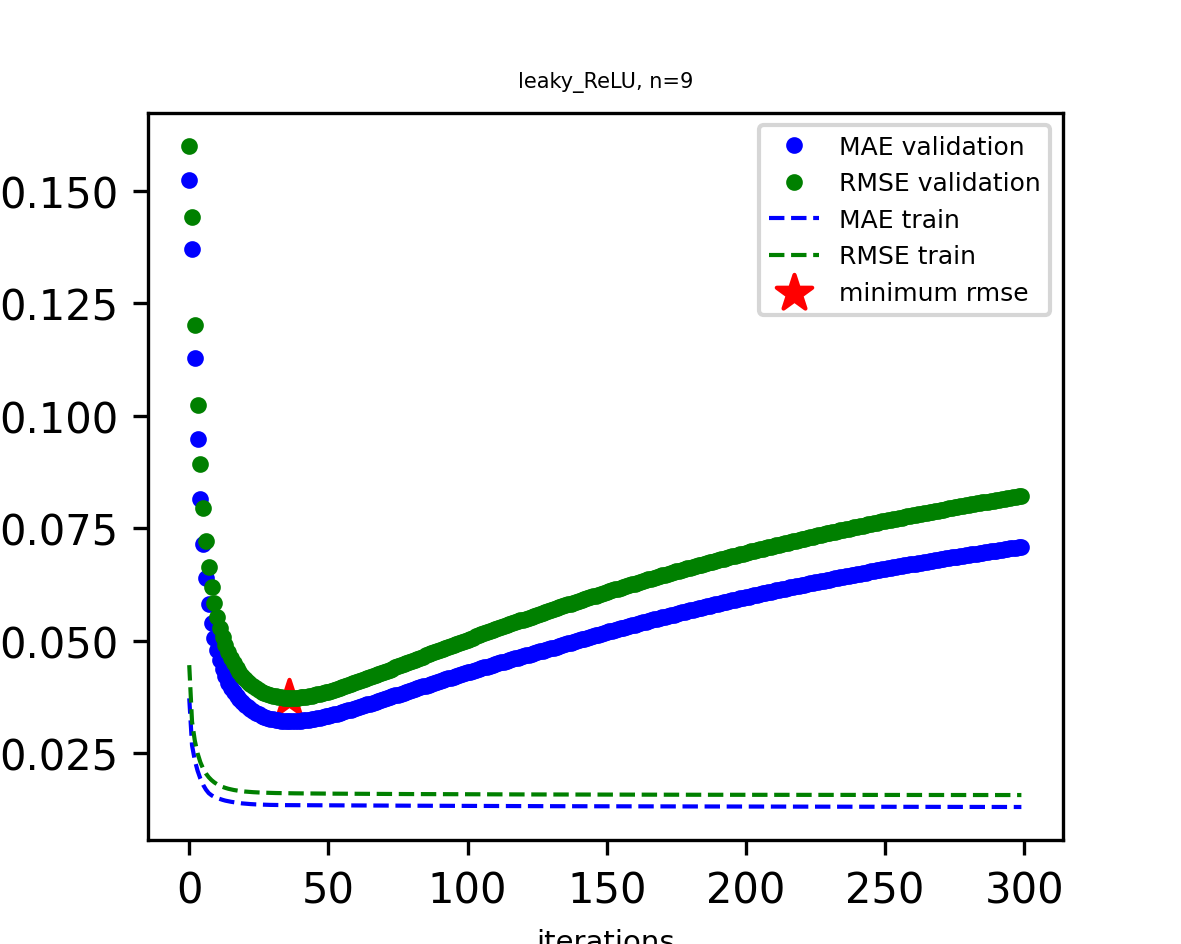 leaky_ReLU, n=9
MAE validation
RMSE validation
MAE train
RMSE train
minimum rmse
0.150
0.125
0.100
0.075
0.050
0.025
0 50 100 150 200 250 300
iterations